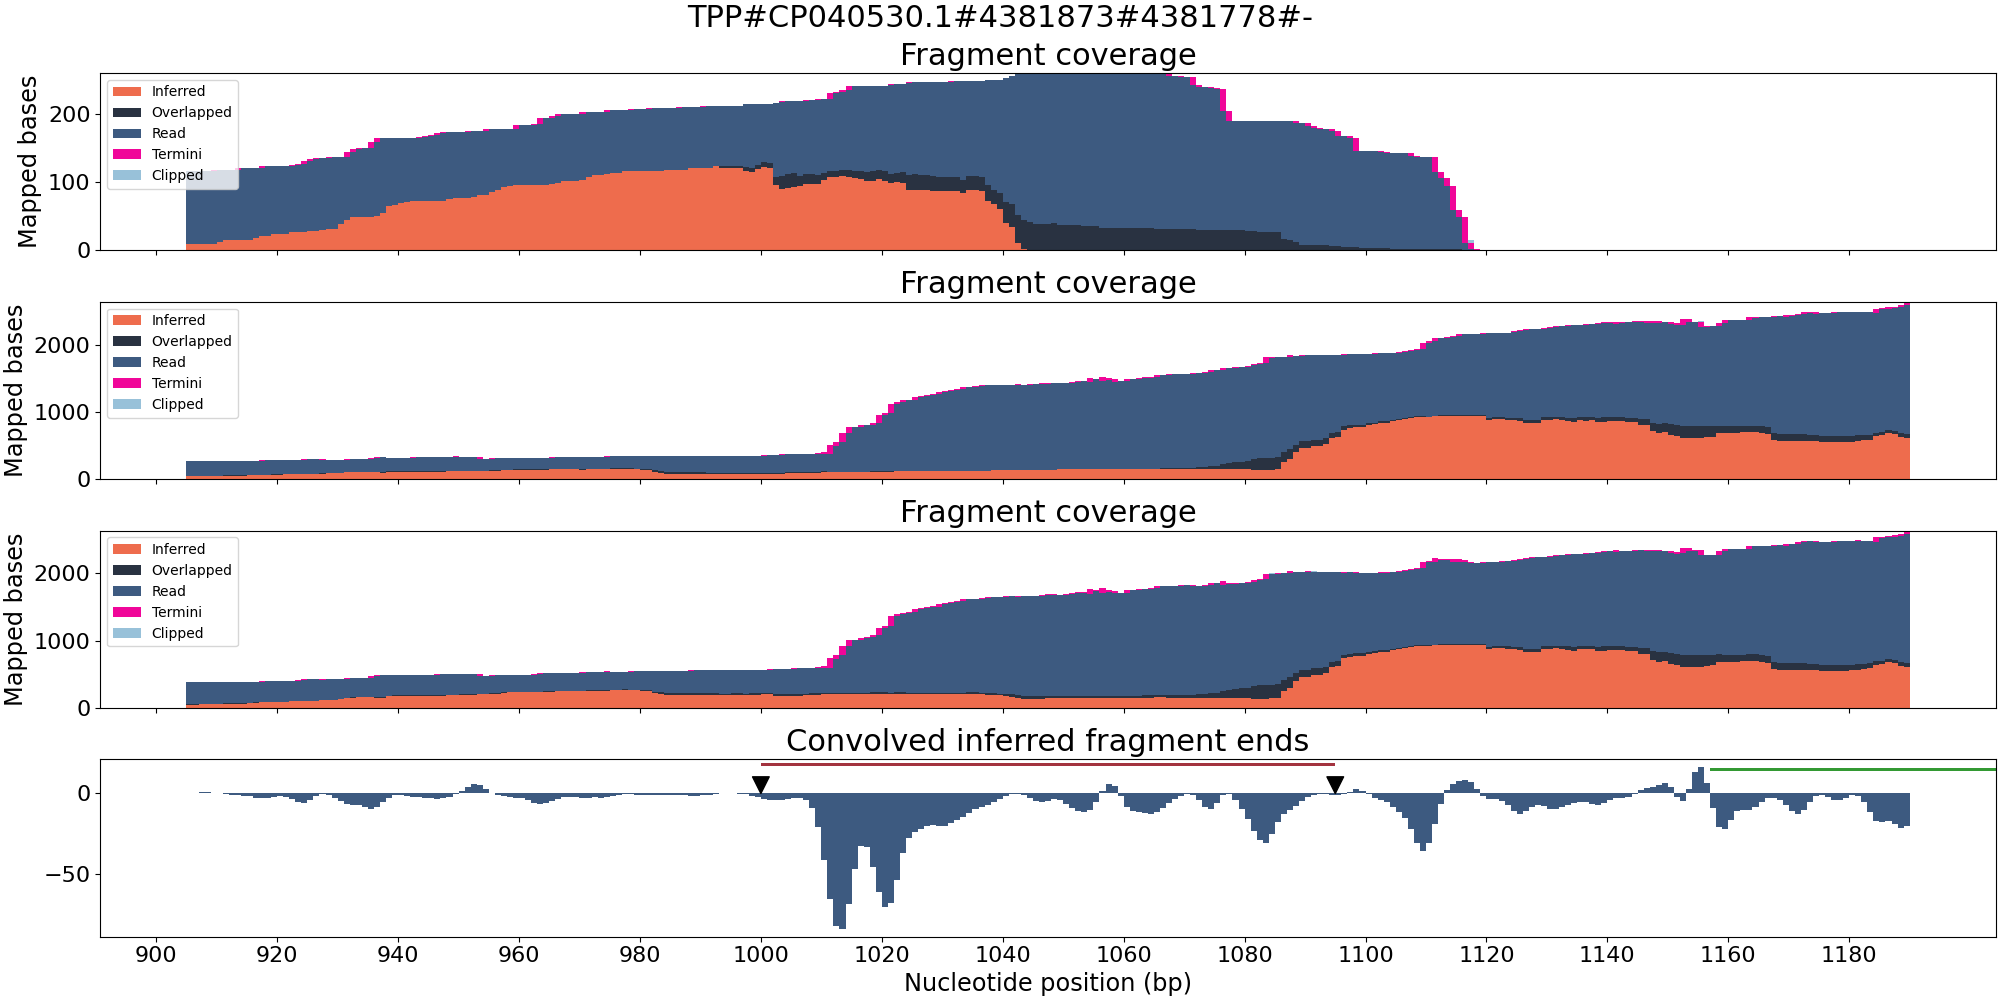 TPP#CP040530.1#4381873#4381778#-
Fragment coverage
Mapped bases
200
100
0
Inferred
Overlapped
Read
Termini
Clipped
Fragment coverage
Mapped bases
2000
1000
0
Inferred
Overlapped
Read
Termini
Clipped
Fragment coverage
Mapped bases
2000
1000
0
Inferred
Overlapped
Read
Termini
Clipped
Convolved inferred fragment ends
0
−50
900 920 940 960 980 1000 1020 1040 1060 1080 1100 1120 1140 1160 1180
Nucleotide position (bp)